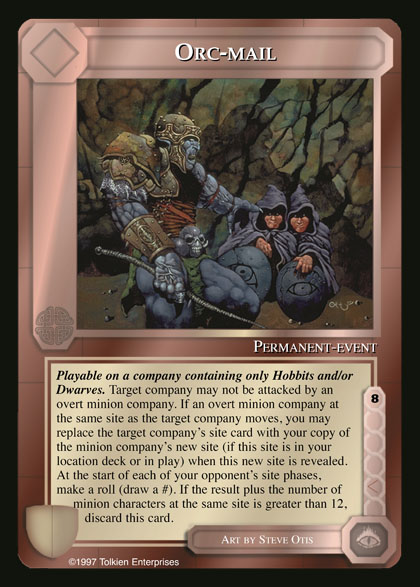 ORC-MAIL
PERMANENT-EVENT
Playable on a company containing only Hobbits and/or
Dwarves. Target company may not be attacked by an
overt minion company. If an overt minion company at
the same site as the target company moves, you may
replace the target company's site card with your copy of
the minion company's new site (if this site is in your
location deck or in play) when this new site is revealed.
At the start of each of your opponent's site phases,
make a roll (draw a #). If the result plus the number of
minion characters at the same site is greater than 12,
discard this card.
8
ART BY STEVE OTIS
©1997 Tolkien Enterprises